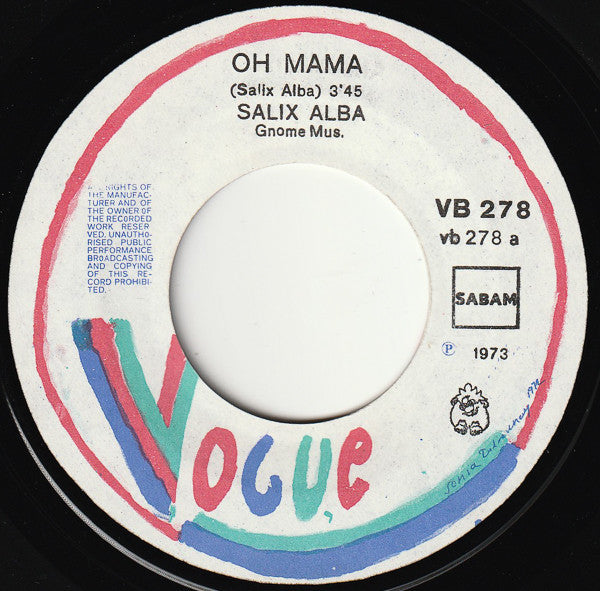 OH MAMA
(Salix Alba) 3'45
SALIX ALBA
Gnome Mus.
ALL RIGHTS OF
THE MANUFAC-
TURER AND OF
THE OWNER OF
THE RECORDED
WORK RESER
VED. UNAUTHO-
RISED PUBLIC
PERFORMANCE
BROADCASTING
AND COPYING
OF THIS RE-
CORD PROHIBI-
TED.
VB 278
vb 278 a
SABAM
℗ 1973
VOGUE
Sonia Delaunay